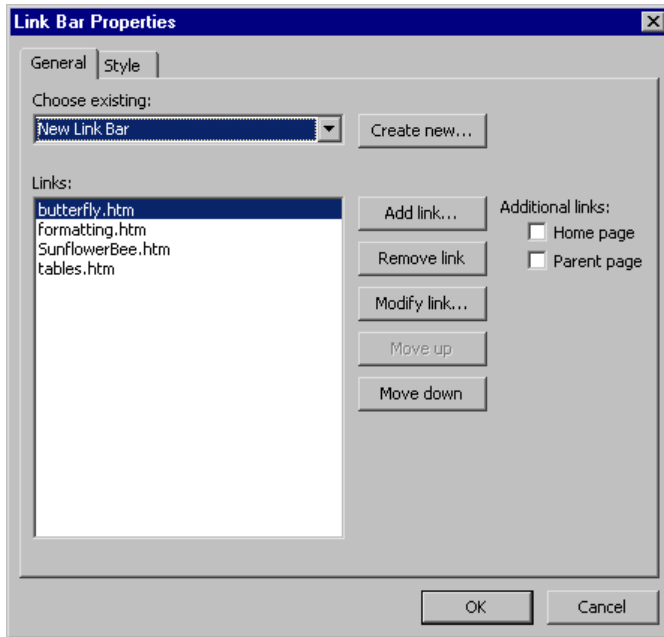 Link Bar Properties
General
Style
Choose existing:
New Link Bar
Create new...
Links:
butterfly.htm
formatting.htm
SunflowerBee.htm
tables.htm
Add link...
Remove link
Modify link...
Move up
Move down
Additional links:
Home page
Parent page
OK
Cancel